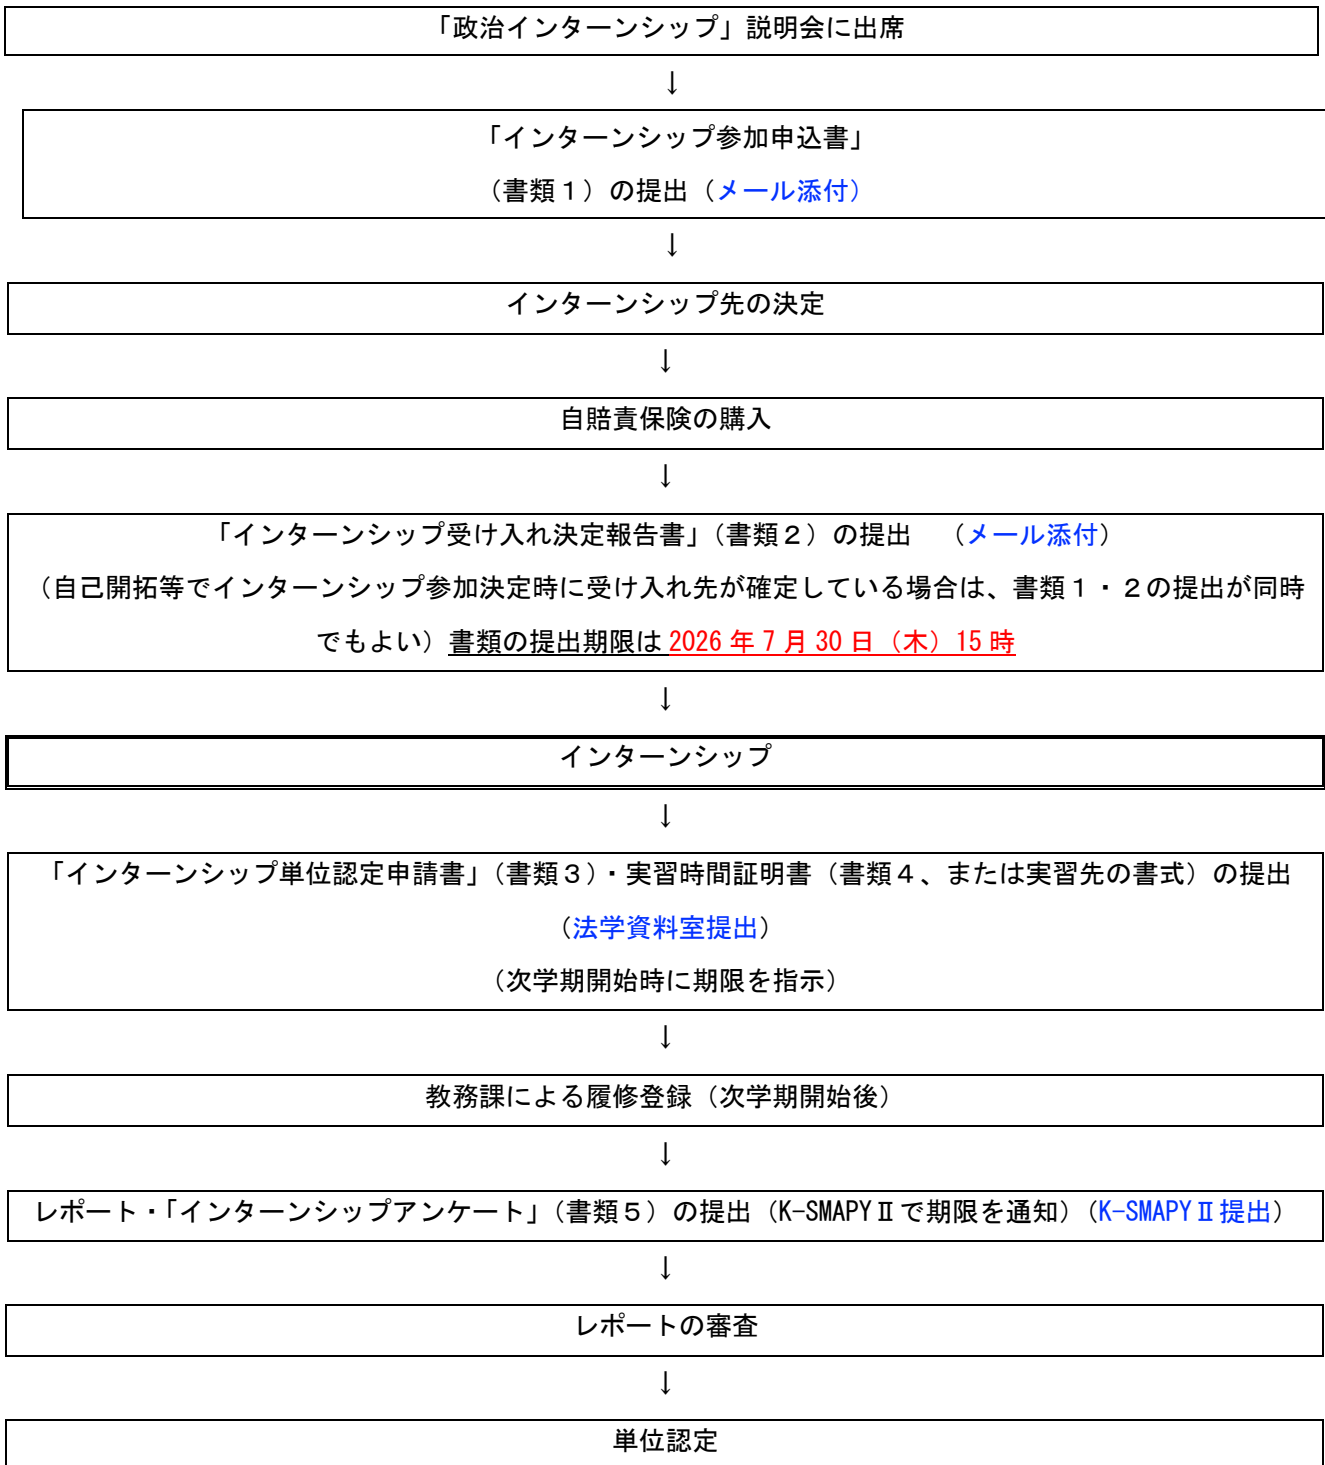 「政治インターンシップ」説明会に出席
↓
「インターンシップ参加申込書」
（書類１）の提出（メール添付）
↓
インターンシップ先の決定
↓
自賠責保険の購入
↓
「インターンシップ受け入れ決定報告書」（書類２）の提出　（メール添付）
（自己開拓等でインターンシップ参加決定時に受け入れ先が確定している場合は、書類１・２の提出が同時
でもよい）書類の提出期限は 2026 年 7 月 30 日（木）15 時
↓
インターンシップ
↓
「インターンシップ単位認定申請書」（書類３）・実習時間証明書（書類４、または実習先の書式）の提出
（法学資料室提出）
（次学期開始時に期限を指示）
↓
教務課による履修登録（次学期開始後）
↓
レポート・「インターンシップアンケート」（書類５）の提出（K-SMAPYⅡで期限を通知）（K-SMAPYⅡ提出）
↓
レポートの審査
↓
単位認定